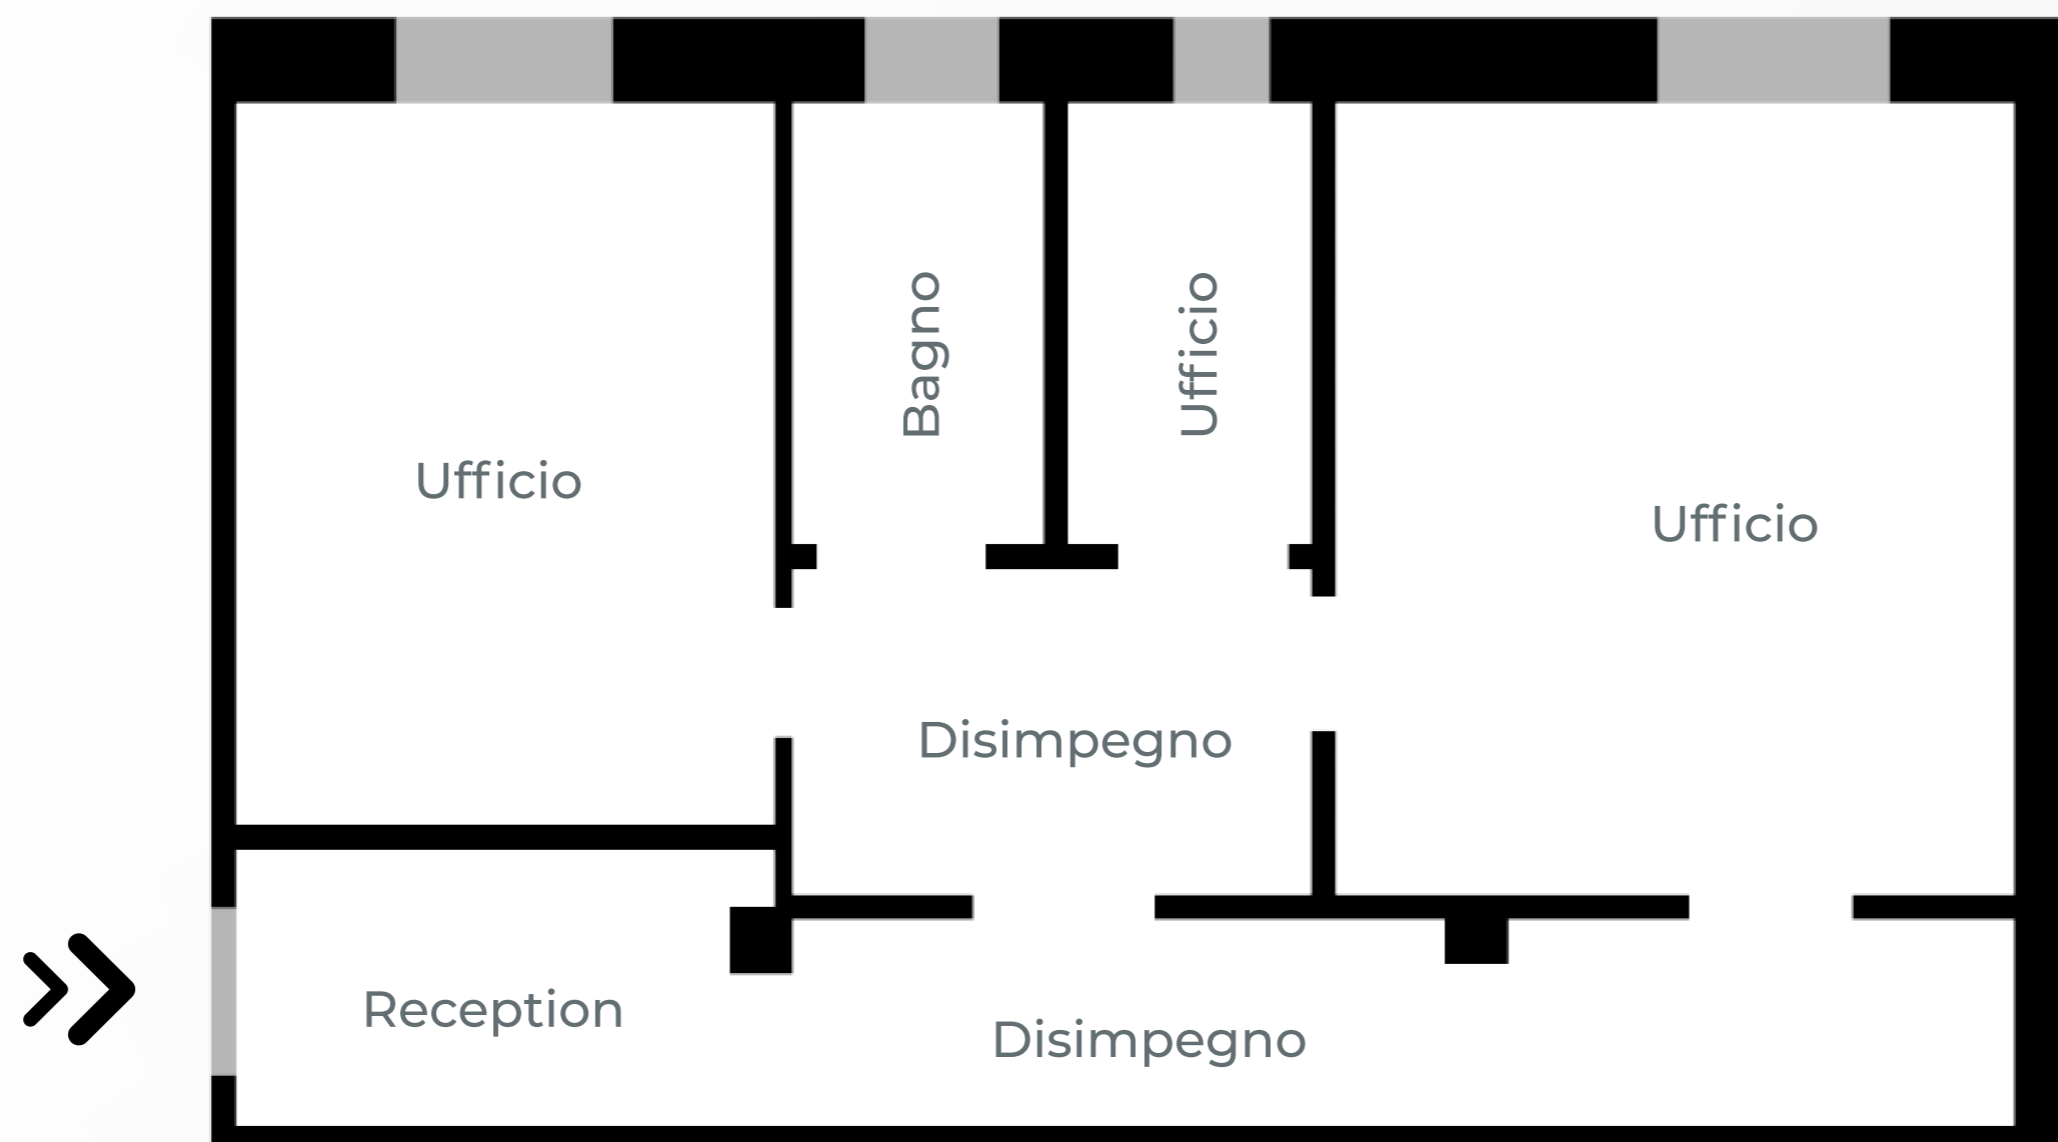 Bagno
Ufficio
Ufficio
Ufficio
Disimpegno
Reception
Disimpegno